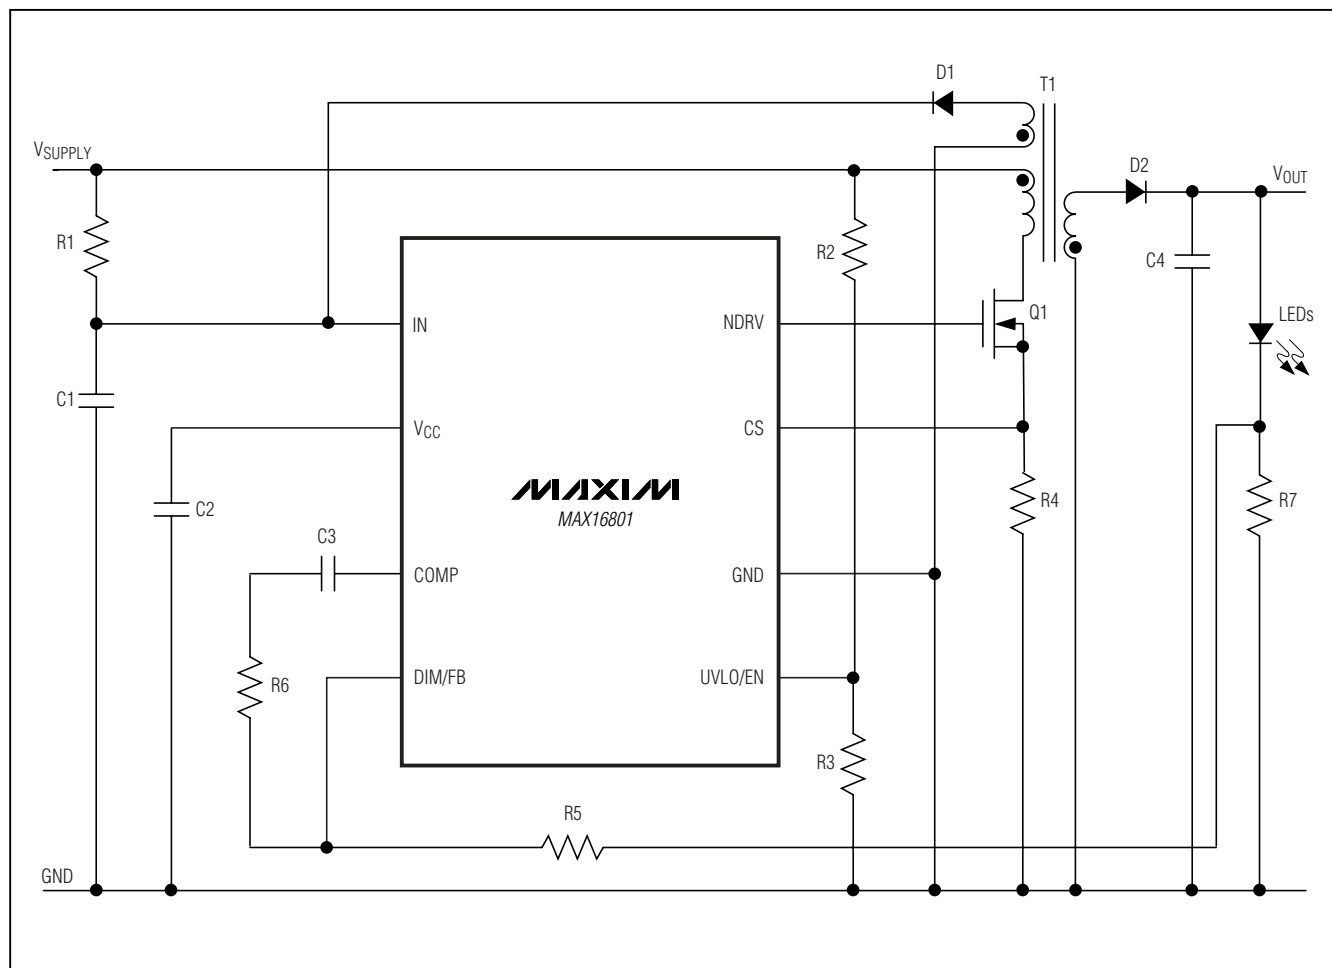 D1
T1
VSUPPLY
D2
VOUT
R1
R2
C4
IN
NDRV
Q1
LEDs
C1
VCC
CS
MAXIM
MAX16801
C2
R4
R7
C3
COMP
GND
R6
DIM/FB
UVLO/EN
R3
R5
GND